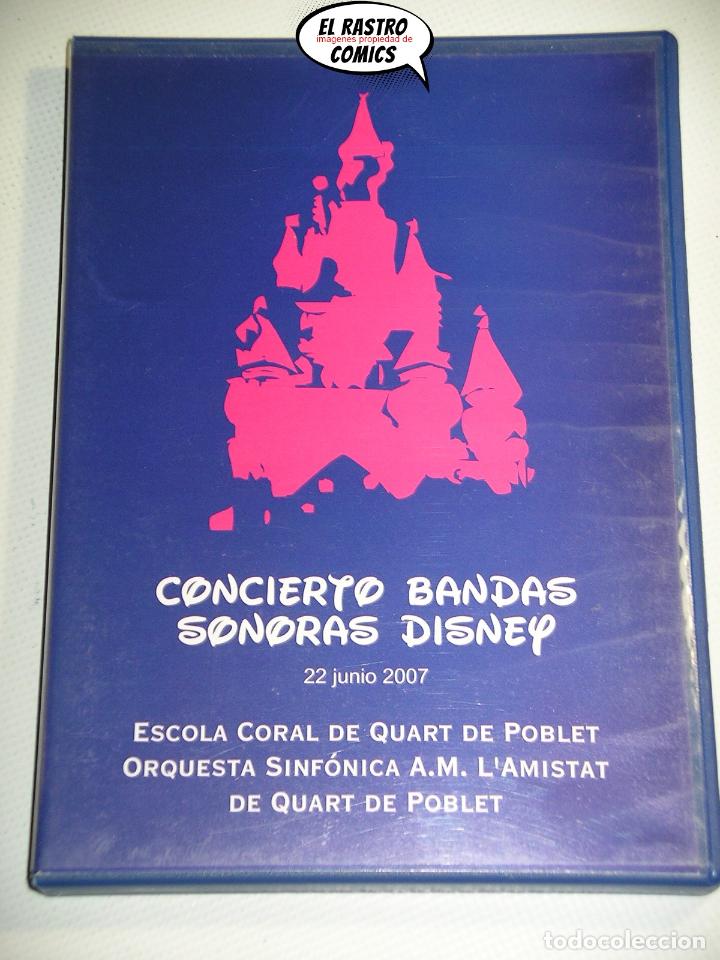 EL RASTRO
imagenes propiedad de
COMICS
CONCIERTO BANDAS
SONORAS DISNEY
22 junio 2007
ESCOLA CORAL DE QUART DE POBLET
ORQUESTA SINFÓNICA A.M. L'AMISTAT
DE QUART DE POBLET
todocoleccion